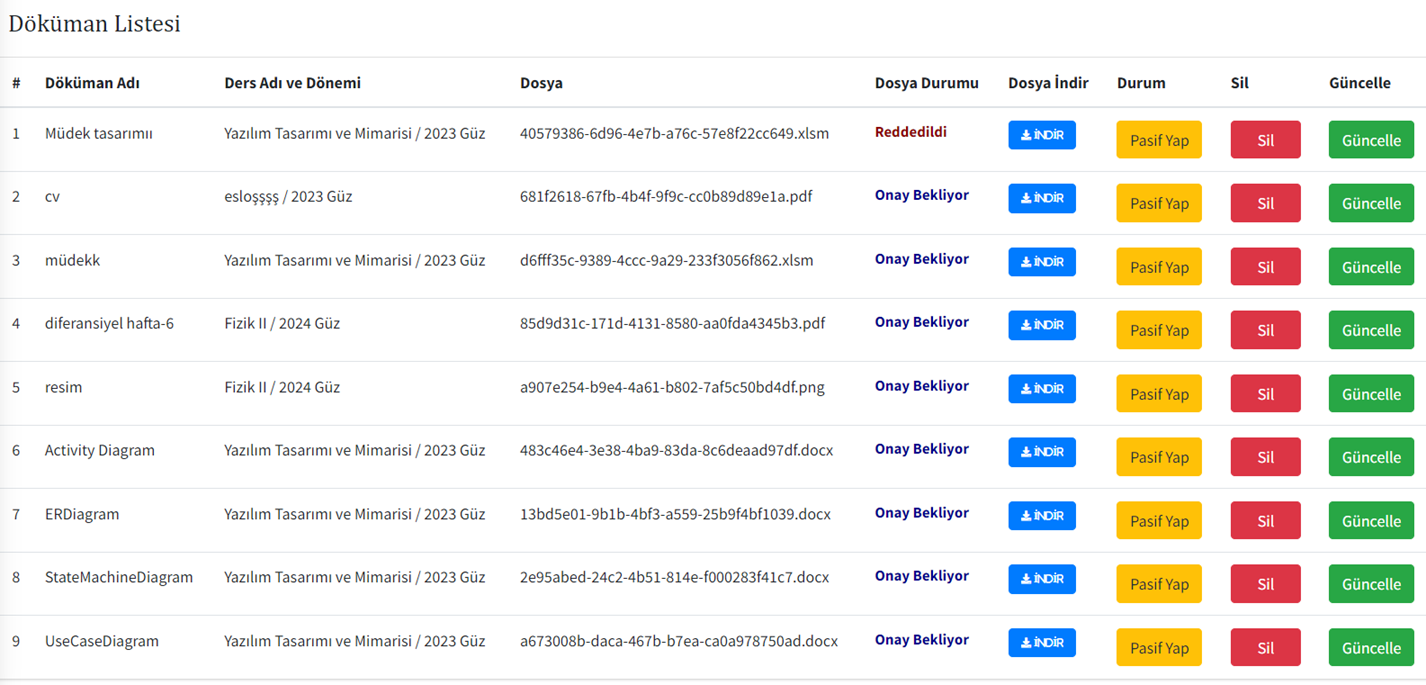 Döküman Listesi
# Döküman Adı Ders Adı ve Dönemi Dosya Dosya Durumu Dosya İndir Durum Sil Güncelle
1 Müdek tasarımıı Yazılım Tasarımı ve Mimarisi / 2023 Güz 40579386-6d96-4e7b-a76c-57e8f22cc649.xlsm Reddedildi İNDİR Pasif Yap Sil Güncelle
2 cv esloşşşş / 2023 Güz 681f2618-67fb-4b4f-9f9c-cc0b89d89e1a.pdf Onay Bekliyor İNDİR Pasif Yap Sil Güncelle
3 müdekk Yazılım Tasarımı ve Mimarisi / 2023 Güz d6fff35c-9389-4ccc-9a29-233f3056f862.xlsm Onay Bekliyor İNDİR Pasif Yap Sil Güncelle
4 diferansiyel hafta-6 Fizik II / 2024 Güz 85d9d31c-171d-4131-8580-aa0fda4345b3.pdf Onay Bekliyor İNDİR Pasif Yap Sil Güncelle
5 resim Fizik II / 2024 Güz a907e254-b9e4-4a61-b802-7af5c50bd4df.png Onay Bekliyor İNDİR Pasif Yap Sil Güncelle
6 Activity Diagram Yazılım Tasarımı ve Mimarisi / 2023 Güz 483c46e4-3e38-4ba9-83da-8c6deaad97df.docx Onay Bekliyor İNDİR Pasif Yap Sil Güncelle
7 ERDiagram Yazılım Tasarımı ve Mimarisi / 2023 Güz 13bd5e01-9b1b-4bf3-a559-25b9f4bf1039.docx Onay Bekliyor İNDİR Pasif Yap Sil Güncelle
8 StateMachineDiagram Yazılım Tasarımı ve Mimarisi / 2023 Güz 2e95abed-24c2-4b51-814e-f000283f41c7.docx Onay Bekliyor İNDİR Pasif Yap Sil Güncelle
9 UseCaseDiagram Yazılım Tasarımı ve Mimarisi / 2023 Güz a673008b-daca-467b-b7ea-ca0a978750ad.docx Onay Bekliyor İNDİR Pasif Yap Sil Güncelle